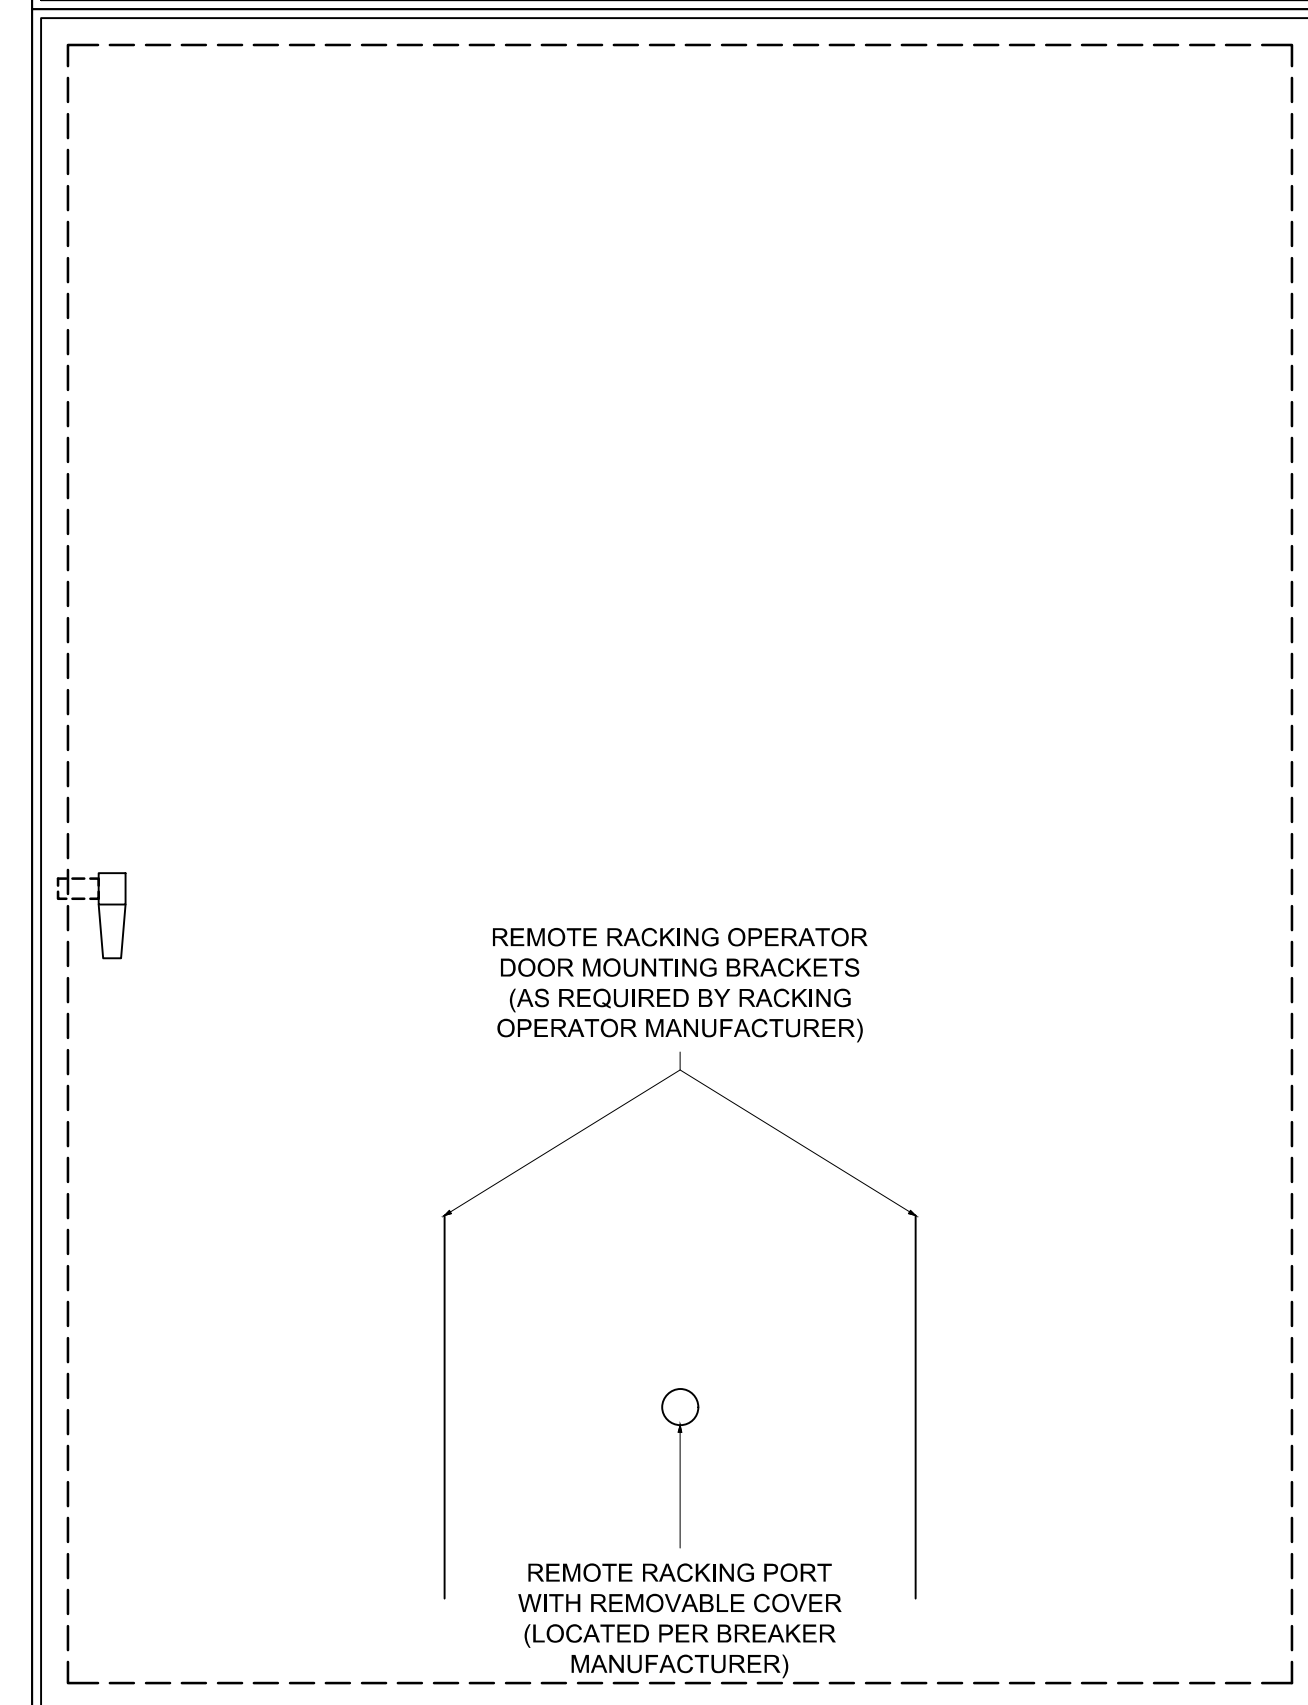 REMOTE RACKING OPERATOR
DOOR MOUNTING BRACKETS
(AS REQUIRED BY RACKING
OPERATOR MANUFACTURER)
REMOTE RACKING PORT
WITH REMOVABLE COVER
(LOCATED PER BREAKER
MANUFACTURER)